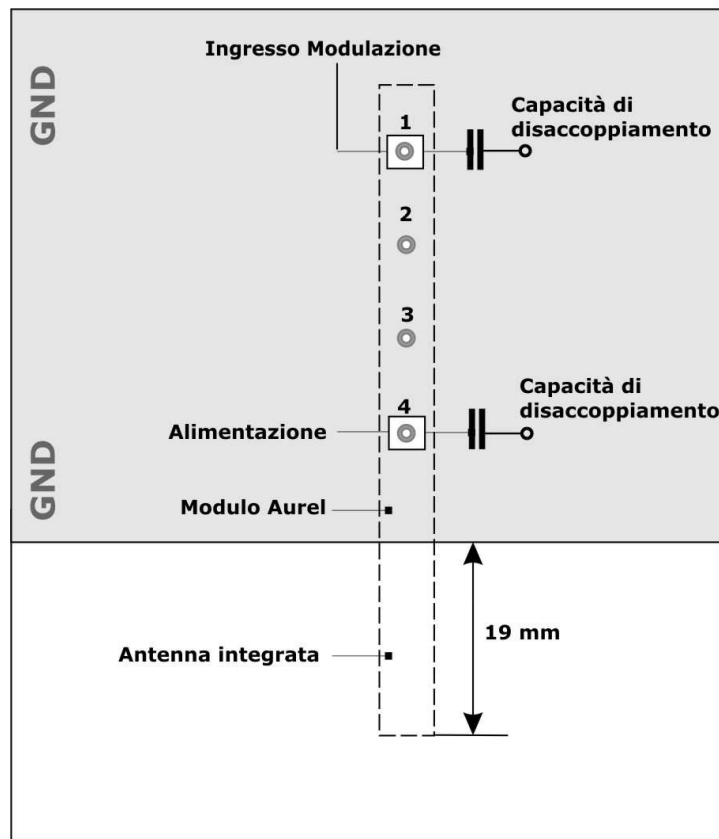 Ingresso Modulazione
GND
Capacità di
disaccoppiamento
1
2
3
Capacità di
disaccoppiamento
4
Alimentazione
GND
Modulo Aurel
19 mm
Antenna integrata